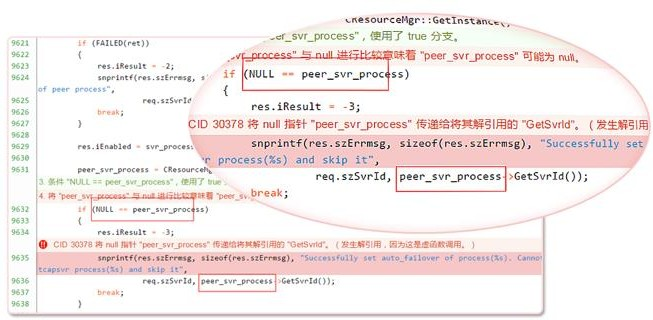 9621 if (FAILED(ret))
9622 {
9623 res.iResult = -2;
9624 snprintf(res.szErrmsg,
of peer process",
9625 req.szSvrId
9626 break;
9627 }
9628
9629 res.iEnabled = svr_process
9630
9631 peer_svr_process = CResourceM
3. 条件 "NULL == peer_svr_process"，使用了 true
4. 将 "peer_svr_process" 与 null 进行比较意味着 "peer_sv
9632 if (NULL == peer_svr_process)
9633 {
9634 res.iResult = -3;
CID 30378 将 null 指针 "peer_svr_process" 传递给将其解引用的 "GetSvrId"。（发生解引用，因为这是虚函数调用。）
9635 snprintf(res.szErrmsg, sizeof(res.szErrmsg), "Successfully set auto_failover of process(%s). Cannot
tcapsvr process(%s) and skip it",
9636 req.szSvrId, peer_svr_process->GetSvrId());
9637 break;
9638 }
CResourceMgr::GetInstance()
peer_svr_process"，使用了 true 分支。
_svr_process" 与 null 进行比较意味着 "peer_svr_process" 可能为 null。
if (NULL == peer_svr_process)
{
res.iResult = -3;
CID 30378 将 null 指针 "peer_svr_process" 传递给将其解引用的 "GetSvrId"。（发生解引用
snprintf(res.szErrmsg, sizeof(res.szErrmsg), "Successfully set
r process(%s) and skip it",
req.szSvrId, peer_svr_process->GetSvrId());
break;